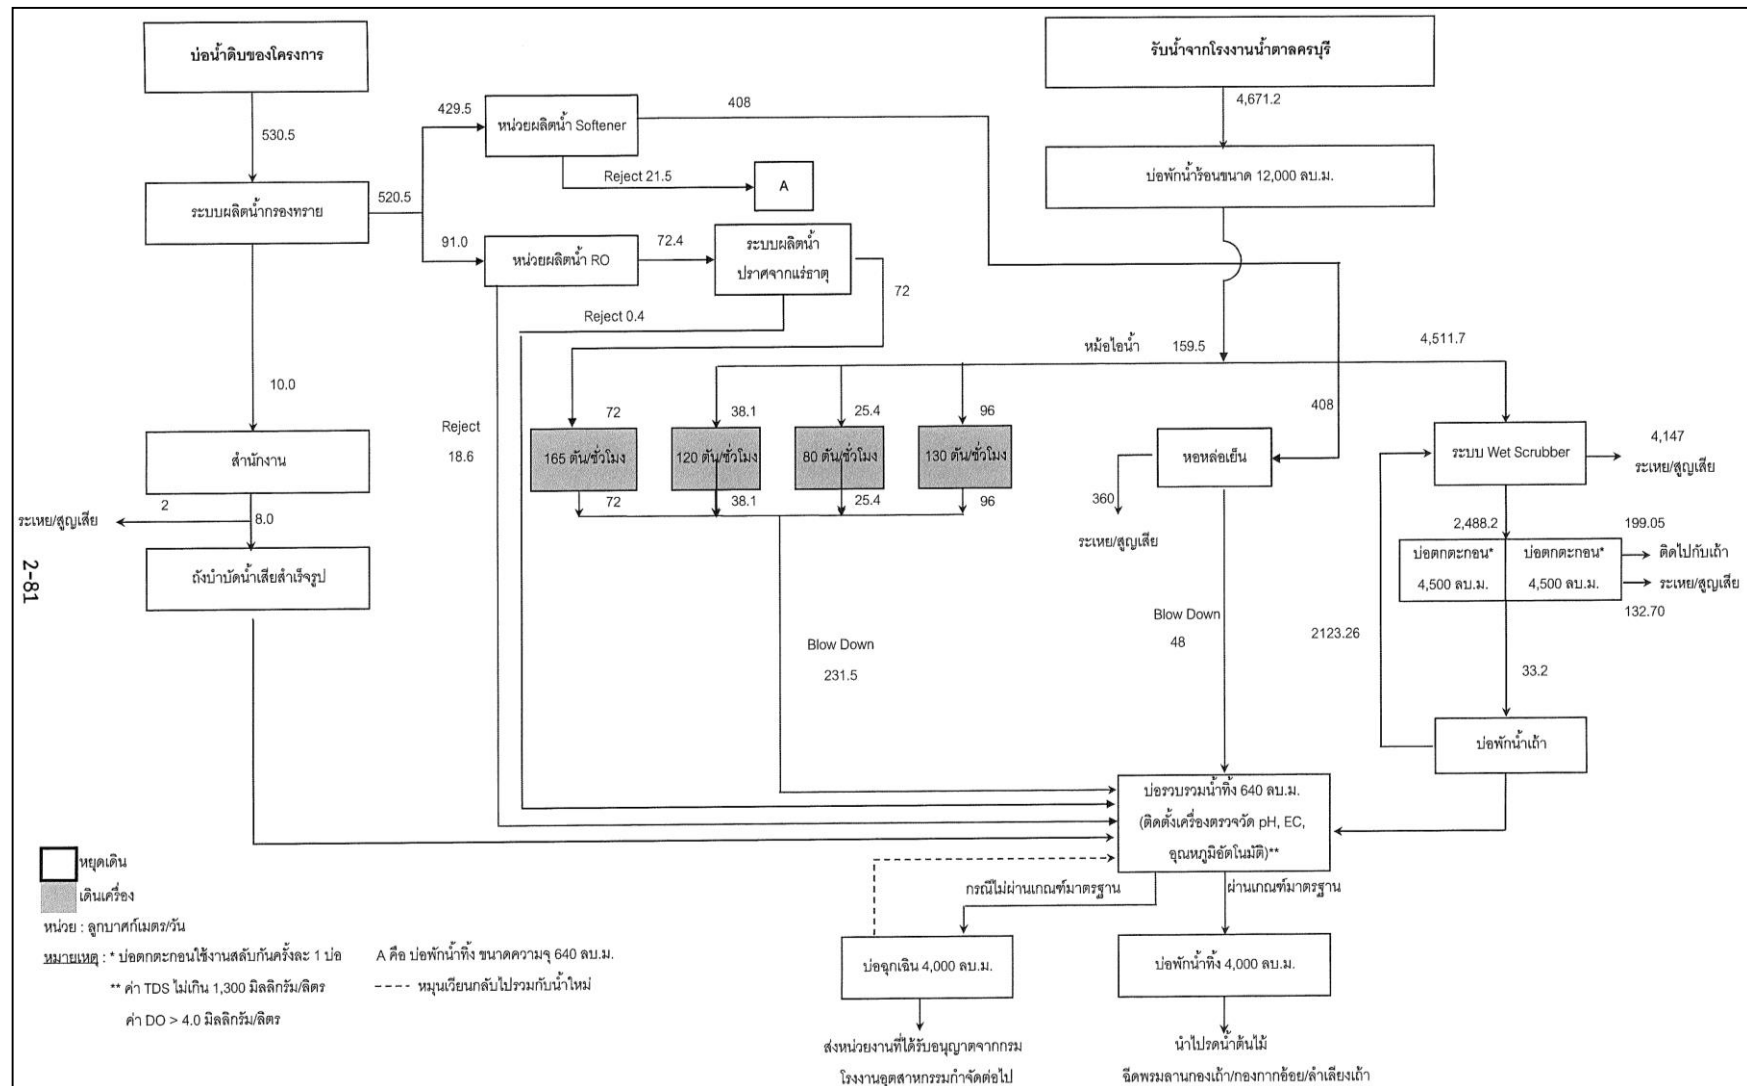 บ่อน้ำดิบของโครงการ
รับน้ำจากโรงงานน้ำตาลครบุรี
530.5
429.5
หน่วยผลิตน้ำ Softener
408
4,671.2
Reject 21.5
A
บ่อพักน้ำร้อนขนาด 12,000 ลบ.ม.
ระบบผลิตน้ำกรองทราย
520.5
91.0
หน่วยผลิตน้ำ RO
72.4
ระบบผลิตน้ำ
ปราศจากแร่ธาตุ
72
Reject 0.4
หม้อไอน้ำ
159.5
4,511.7
10.0
408
Reject
18.6
72
38.1
25.4
96
165 ตัน/ชั่วโมง
120 ตัน/ชั่วโมง
80 ตัน/ชั่วโมง
130 ตัน/ชั่วโมง
72
38.1
25.4
96
สำนักงาน
หอหล่อเย็น
ระบบ Wet Scrubber
4,147
ระเหย/สูญเสีย
360
ระเหย/สูญเสีย
2
ระเหย/สูญเสีย
8.0
2,488.2
199.05
บ่อตกตะกอน*
4,500 ลบ.ม.
บ่อตกตะกอน*
4,500 ลบ.ม.
ติดไปกับเถ้า
ระเหย/สูญเสีย
132.70
ถังบำบัดน้ำเสียสำเร็จรูป
2-81
Blow Down
231.5
Blow Down
48
2123.26
33.2
บ่อพักน้ำเถ้า
บ่อรวบรวมน้ำทิ้ง 640 ลบ.ม.
(ติดตั้งเครื่องตรวจวัด pH, EC,
อุณหภูมิอัตโนมัติ)**
กรณีไม่ผ่านเกณฑ์มาตรฐาน
ผ่านเกณฑ์มาตรฐาน
หยุดเดิน
เดินเครื่อง
หน่วย : ลูกบาศก์เมตร/วัน
หมายเหตุ : * บ่อตกตะกอนใช้งานสลับกันครั้งละ 1 บ่อ
A คือ บ่อพักน้ำทิ้ง ขนาดความจุ 640 ลบ.ม.
** ค่า TDS ไม่เกิน 1,300 มิลลิกรัม/ลิตร
---- หมุนเวียนกลับไปรวมกับน้ำใหม่
ค่า DO > 4.0 มิลลิกรัม/ลิตร
บ่อฉุกเฉิน 4,000 ลบ.ม.
บ่อพักน้ำทิ้ง 4,000 ลบ.ม.
ส่งหน่วยงานที่ได้รับอนุญาตจากกรม
โรงงานอุตสาหกรรมกำจัดต่อไป
นำไปรดน้ำต้นไม้
ฉีดพรมลานกองเถ้า/กองกากอ้อย/ลำเลียงเถ้า